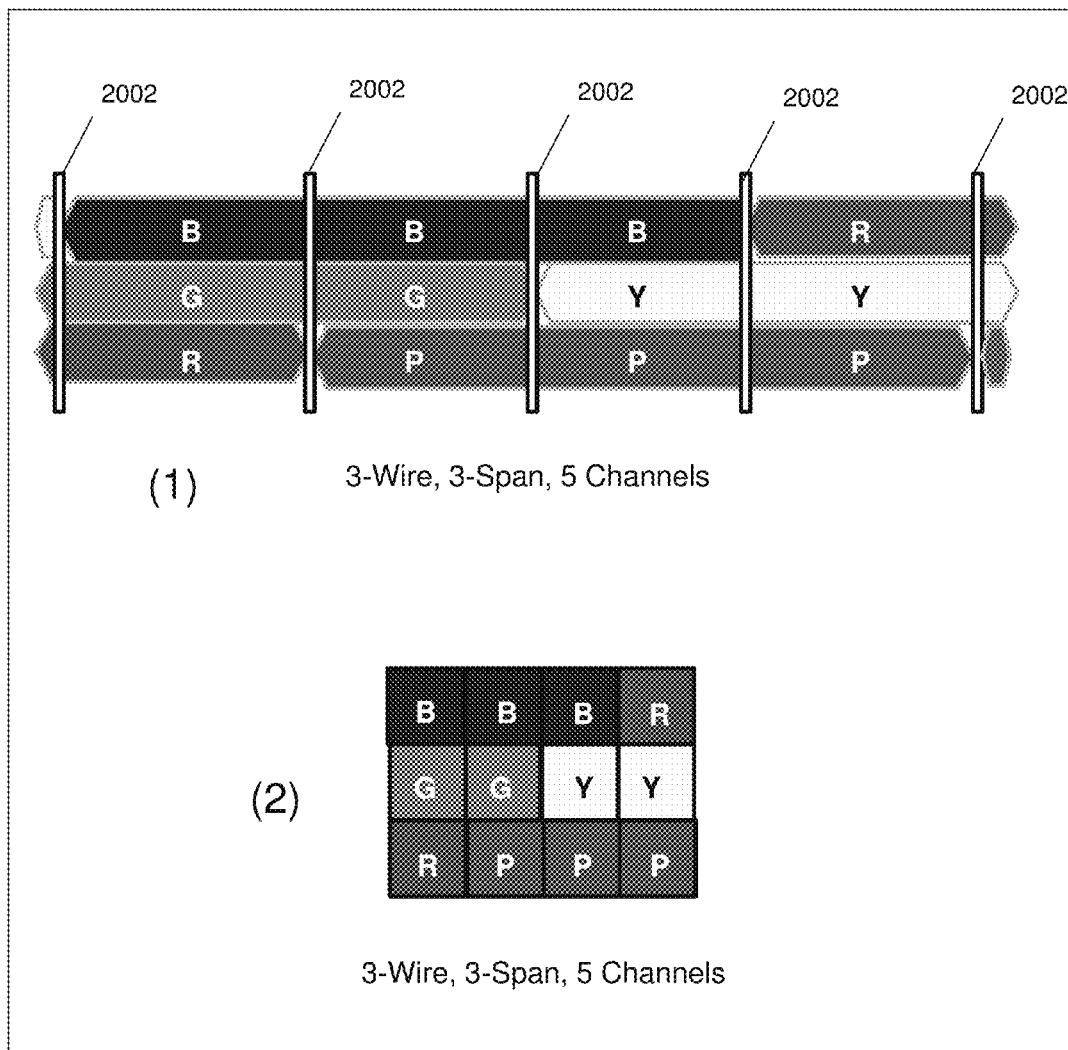 2002 2002 2002 2002 2002
B B B R
G G Y Y
R P P P
(1) 3-Wire, 3-Span, 5 Channels
B B B R
(2) G G Y Y
R P P P
3-Wire, 3-Span, 5 Channels